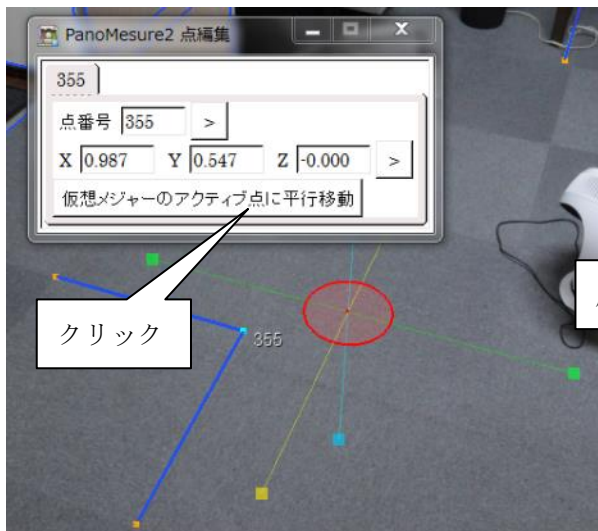 PanoMesure2 点編集
355
点番号 355 >
X 0.987 Y 0.547 Z -0.000 >
仮想メジャーのアクティブ点に平行移動
クリック
355